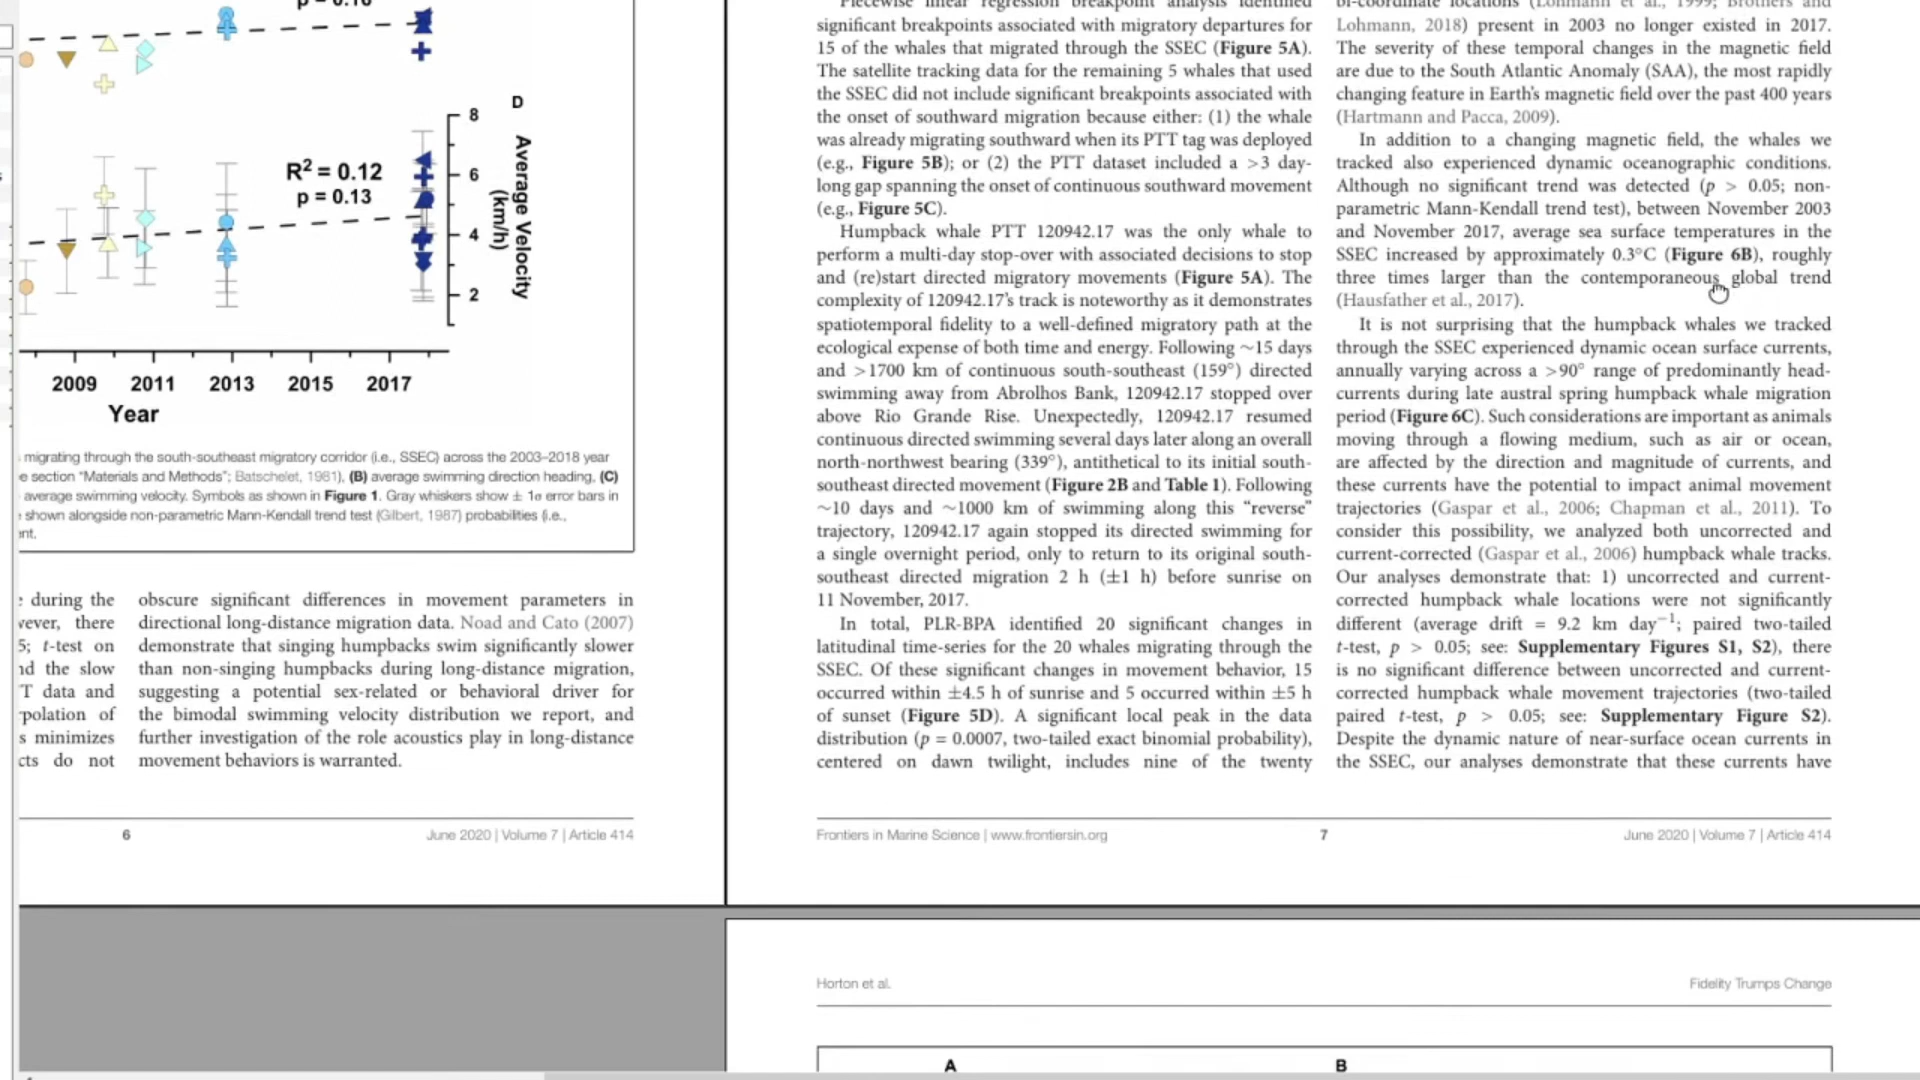 p = 0.16
D
8
6
4
2
Average Velocity
(km/h)
R² = 0.12
p = 0.13
2009 2011 2013 2015 2017
Year
migrating through the south-southeast migratory corridor (i.e., SSEC) across the 2003–2018 year
e section “Materials and Methods”; Batschelet, 1981), (B) average swimming direction heading, (C)
average swimming velocity. Symbols as shown in Figure 1. Gray whiskers show ± 1σ error bars in
shown alongside non-parametric Mann-Kendall trend test (Gilbert, 1987) probabilities (i.e.,
ent.
during the
wever, there
5; t-test on
nd the slow
T data and
rpolation of
s minimizes
cts do not
obscure significant differences in movement parameters in
directional long-distance migration data. Noad and Cato (2007)
demonstrate that singing humpbacks swim significantly slower
than non-singing humpbacks during long-distance migration,
suggesting a potential sex-related or behavioral driver for
the bimodal swimming velocity distribution we report, and
further investigation of the role acoustics play in long-distance
movement behaviors is warranted.
6
June 2020 | Volume 7 | Article 414
Piecewise linear regression breakpoint analysis identified
significant breakpoints associated with migratory departures for
15 of the whales that migrated through the SSEC (Figure 5A).
The satellite tracking data for the remaining 5 whales that used
the SSEC did not include significant breakpoints associated with
the onset of southward migration because either: (1) the whale
was already migrating southward when its PTT tag was deployed
(e.g., Figure 5B); or (2) the PTT dataset included a >3 day-
long gap spanning the onset of continuous southward movement
(e.g., Figure 5C).
Humpback whale PTT 120942.17 was the only whale to
perform a multi-day stop-over with associated decisions to stop
and (re)start directed migratory movements (Figure 5A). The
complexity of 120942.17’s track is noteworthy as it demonstrates
spatiotemporal fidelity to a well-defined migratory path at the
ecological expense of both time and energy. Following ∼15 days
and >1700 km of continuous south-southeast (159°) directed
swimming away from Abrolhos Bank, 120942.17 stopped over
above Rio Grande Rise. Unexpectedly, 120942.17 resumed
continuous directed swimming several days later along an overall
north-northwest bearing (339°), antithetical to its initial south-
southeast directed movement (Figure 2B and Table 1). Following
∼10 days and ∼1000 km of swimming along this “reverse”
trajectory, 120942.17 again stopped its directed swimming for
a single overnight period, only to return to its original south-
southeast directed migration 2 h (±1 h) before sunrise on
11 November, 2017.
In total, PLR-BPA identified 20 significant changes in
latitudinal time-series for the 20 whales migrating through the
SSEC. Of these significant changes in movement behavior, 15
occurred within ±4.5 h of sunrise and 5 occurred within ±5 h
of sunset (Figure 5D). A significant local peak in the data
distribution (p = 0.0007, two-tailed exact binomial probability),
centered on dawn twilight, includes nine of the twenty
bi-coordinate locations (Lohmann et al., 1999; Brothers and
Lohmann, 2018) present in 2003 no longer existed in 2017.
The severity of these temporal changes in the magnetic field
are due to the South Atlantic Anomaly (SAA), the most rapidly
changing feature in Earth’s magnetic field over the past 400 years
(Hartmann and Pacca, 2009).
In addition to a changing magnetic field, the whales we
tracked also experienced dynamic oceanographic conditions.
Although no significant trend was detected (p > 0.05; non-
parametric Mann-Kendall trend test), between November 2003
and November 2017, average sea surface temperatures in the
SSEC increased by approximately 0.3°C (Figure 6B), roughly
three times larger than the contemporaneous global trend
(Hausfather et al., 2017).
It is not surprising that the humpback whales we tracked
through the SSEC experienced dynamic ocean surface currents,
annually varying across a >90° range of predominantly head-
currents during late austral spring humpback whale migration
period (Figure 6C). Such considerations are important as animals
moving through a flowing medium, such as air or ocean,
are affected by the direction and magnitude of currents, and
these currents have the potential to impact animal movement
trajectories (Gaspar et al., 2006; Chapman et al., 2011). To
consider this possibility, we analyzed both uncorrected and
current-corrected (Gaspar et al., 2006) humpback whale tracks.
Our analyses demonstrate that: 1) uncorrected and current-
corrected humpback whale locations were not significantly
different (average drift = 9.2 km day⁻¹; paired two-tailed
t-test, p > 0.05; see: Supplementary Figures S1, S2), there
is no significant difference between uncorrected and current-
corrected humpback whale movement trajectories (two-tailed
paired t-test, p > 0.05; see: Supplementary Figure S2).
Despite the dynamic nature of near-surface ocean currents in
the SSEC, our analyses demonstrate that these currents have
Frontiers in Marine Science | www.frontiersin.org
7
June 2020 | Volume 7 | Article 414
Horton et al.
Fidelity Trumps Change
A
B